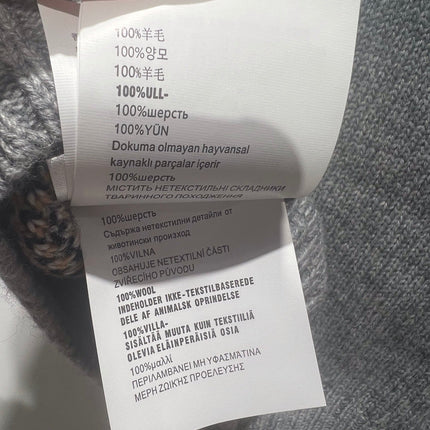 100%羊毛
100%양모
100%羊毛
100%ULL-
100%шерсть
100%YÜN
Dokuma olmayan hayvansal
kaynaklı parçalar içerir
100%шерсть
МІСТИТЬ НЕТЕКСТИЛЬНІ СКЛАДНИКИ
ТВАРИННОГО ПОХОДЖЕННЯ
100%шерсть
Съдържа нетекстилни детайли от
животински произход
100%VLNA
OBSAHUJE NETEXTILNÍ ČÁSTI
ZVÍŘECÍHO PŮVODU
100%WOOL
INDEHOLDER IKKE-TEKSTILBASEREDE
DELE AF ANIMALSK OPRINDELSE
100%VILLA-
SISÄLTÄÄ MUUTA KUIN TEKSTIILIÄ
OLEVIA ELÄINPERÄISIÄ OSIA
100%μαλλί
ΠΕΡΙΛΑΜΒΑΝΕΙ ΜΗ ΥΦΑΣΜΑΤΙΝΑ
ΜΕΡΗ ΖΩΙΚΗΣ ΠΡΟΕΛΕΥΣΗΣ